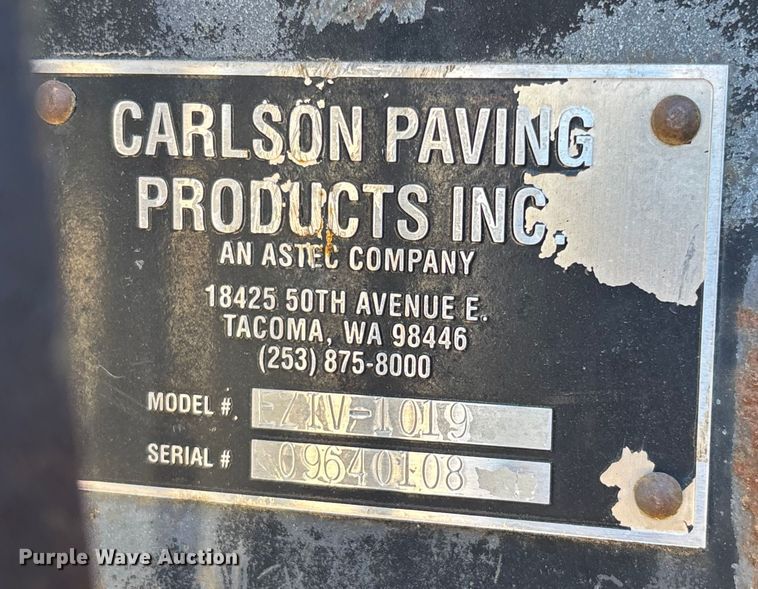 CARLSON PAVING
PRODUCTS INC.
AN ASTEC COMPANY
18425 50TH AVENUE E.
TACOMA, WA 98446
(253) 875-8000
MODEL #. EZIV-1019
SERIAL # 09640108
Purple Wave Auction